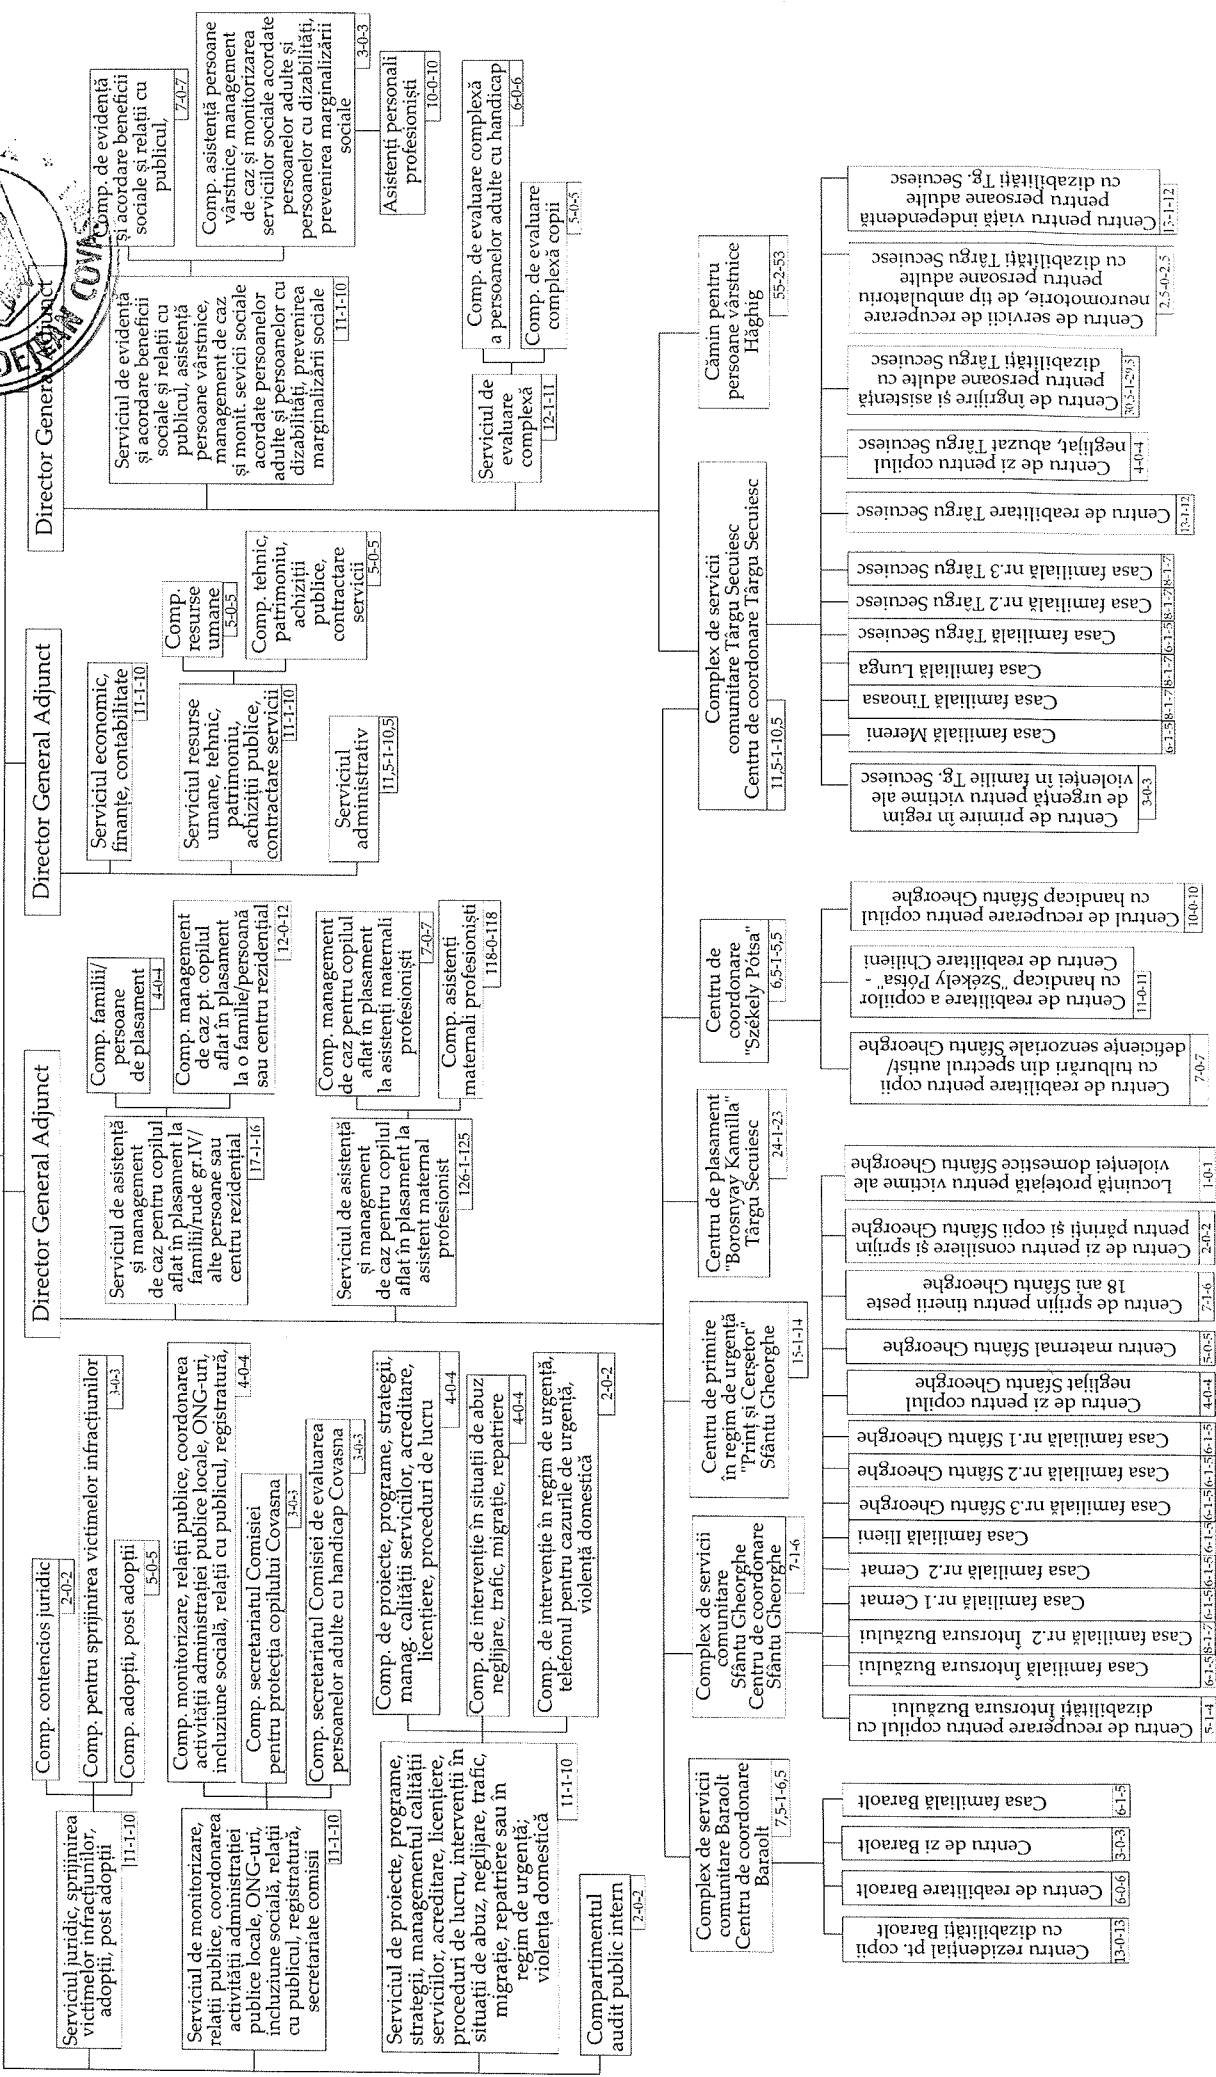 Director General Adjunct
Director General Adjunct
Director General Adjunct
Serviciul juridic, sprijinirea
victimelor infracțiunilor,
adopții, post adopții
11-1-10
Comp. contencios juridic
2-0-2
Comp. pentru sprijinirea victimelor infracțiunilor
3-0-3
Comp. adopții, post adopții
5-0-5
Serviciul de monitorizare,
relații publice, coordonarea
activității administrației
publice locale, ONG-uri,
incluziune socială, relații
cu publicul, registratură,
secretariate comisii
11-1-10
Comp. monitorizare, relații publice, coordonarea
activității administrației publice locale, ONG-uri,
incluziune socială, relații cu publicul, registratură,
4-0-4
Comp. secretariatul Comisiei
pentru protecția copilului Covasna
3-0-3
Comp. secretariatul Comisiei de evaluarea
persoanelor adulte cu handicap Covasna
3-0-3
Serviciul de proiecte, programe,
strategii, managementul calității
serviciilor, acreditare, licențiere,
proceduri de lucru, intervenții în
situații de abuz, neglijare, trafic,
migrație, repatriere sau în
regim de urgență;
violența domestică
11-1-10
Comp. de proiecte, programe, strategii,
manag. calității serviciilor, acreditare,
licențiere, proceduri de lucru
4-0-4
Comp. de intervenție în situații de abuz
neglijare, trafic, migrație, repatriere
4-0-4
Comp. de intervenție în regim de urgență,
telefonul pentru cazurile de urgență,
violență domestică
2-0-2
Compartimentul
audit public intern
2-0-2
Serviciul de asistență
și management
de caz pentru copilul
aflat în plasament la
familii/rude gr.IV/
alte persoane sau
centru rezidențial
17-1-16
Comp. familii/
persoane
de plasament
4-0-4
Comp. management
de caz pt. copilul
aflat în plasament
la o familie/persoană
sau centru rezidențial
12-0-12
Serviciul de asistență
și management
de caz pentru copilul
aflat în plasament la
asistent maternal
profesionist
126-1-125
Comp. management
de caz pentru copilul
aflat în plasament
la asistenți maternali
profesioniști
7-0-7
Comp. asistenți
maternali profesioniști
118-0-118
Serviciul economic,
finanțe, contabilitate
11-1-10
Serviciul resurse
umane, tehnic,
patrimoniu,
achiziții publice,
contractare servicii
11-1-10
Comp.
resurse
umane
5-0-5
Comp. tehnic,
patrimoniu,
achiziții
publice,
contractare
servicii
5-0-5
Serviciul
administrativ
11,5-1-10,5
Serviciul de evidență
și acordare beneficii
sociale și relații cu
publicul, asistență
persoane vârstnice,
management de caz
și monit. sevicii sociale
acordate persoanelor
adulte și persoanelor cu
dizabilități, prevenirea
marginalizării sociale
11-1-10
Comp. de evidență
și acordare beneficii
sociale și relații cu
publicul,
7-0-7
Comp. asistență persoane
vârstnice, management
de caz și monitorizarea
serviciilor sociale acordate
persoanelor adulte și
persoanelor cu dizabilități,
prevenirea marginalizării
sociale
3-0-3
Asistenți personali
profesioniști
10-0-10
Serviciul de
evaluare
complexă
12-1-11
Comp. de evaluare complexă
a persoanelor adulte cu handicap
6-0-6
Comp. de evaluare
complexă copii
5-0-5
Complex de servicii
comunitare Baraolt
Centru de coordonare
Baraolt
7,5-1-6,5
Complex de servicii
comunitare
Sfântu Gheorghe
Centru de coordonare
Sfântu Gheorghe
7-1-6
Centru de primire
în regim de urgență
"Prinț și Cerșetor"
Sfântu Gheorghe
15-1-14
Centru de plasament
"Borosnyay Kamilla"
Târgu Secuiesc
24-1-23
Centru de
coordonare
"Székely Pótsa"
6,5-1-5,5
Complex de servicii
comunitare Târgu Secuiesc
Centru de coordonare Târgu Secuiesc
11,5-1-10,5
Cămin pentru
persoane vârstnice
Hăghig
55-2-53
Centru rezidențial pt. copii
cu dizabilități Baraolt
13-0-13
Centru de reabilitare Baraolt
6-0-6
Centru de zi Baraolt
3-0-3
Casa familială Baraolt
6-1-5
Centru de recuperare pentru copilul cu
dizabilități Întorsura Buzăului
5-1-4
Casa familială Întorsura Buzăului
6-1-5
Casa familială nr.2 Întorsura Buzăului
8-1-7
Casa familială nr.1 Cernat
6-1-5
Casa familială nr.2 Cernat
6-1-5
Casa familială Ilieni
6-1-5
Casa familială nr.3 Sfântu Gheorghe
6-1-5
Casa familială nr.2 Sfântu Gheorghe
6-1-5
Casa familială nr.1 Sfântu Gheorghe
6-1-5
Centru de zi pentru copilul
neglijat Sfântu Gheorghe
4-0-4
Centru maternal Sfântu Gheorghe
5-0-5
Centru de sprijin pentru tinerii peste
18 ani Sfântu Gheorghe
7-1-6
Centru de zi pentru consiliere și sprijin
pentru părinți și copii Sfântu Gheorghe
2-0-2
Locuință protejată pentru victime ale
violenței domestice Sfântu Gheorghe
1-0-1
Centru de reabilitare pentru copii
cu tulburări din spectrul autist/
deficiențe senzoriale Sfântu Gheorghe
7-0-7
Centru de reabilitare a copiilor
cu handicap "Székely Pótsa" -
Centru de reabilitare Chilieni
11-0-11
Centrul de recuperare pentru copilul
cu handicap Sfântu Gheorghe
10-0-10
Centru de primire în regim
de urgență pentru victime ale
violenței în familie Tg. Secuiesc
3-0-3
Casa familială Mereni
6-1-5
Casa familială Tinoasa
8-1-7
Casa familială Lunga
8-1-7
Casa familială Târgu Secuiesc
6-1-5
Casa familială nr.2 Târgu Secuiesc
8-1-7
Casa familială nr.3 Târgu Secuiesc
8-1-7
Centru de reabilitare Târgu Secuiesc
13-1-12
Centru de zi pentru copilul
neglijat, abuzat Târgu Secuiesc
4-0-4
Centru de îngrijire și asistență
pentru persoane adulte cu
dizabilități Târgu Secuiesc
30,5-1-29,5
Centru de servicii de recuperare
neuromotorie, de tip ambulatoriu
pentru persoane adulte
cu dizabilități Târgu Secuiesc
2,5-0-2,5
Centru pentru viață independentă
pentru persoane adulte
cu dizabilități Tg. Secuiesc
13-1-12